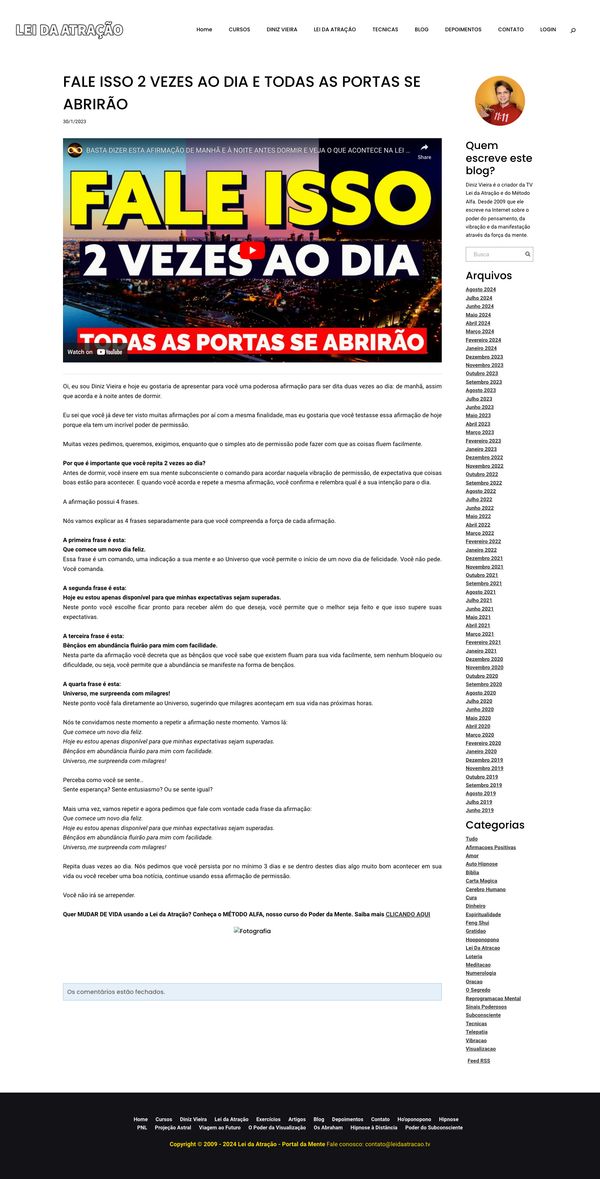 LEI DA ATRAÇÃO
Home CURSOS DINIZ VIEIRA LEI DA ATRAÇÃO TECNICAS BLOG DEPOIMENTOS CONTATO LOGIN
FALE ISSO 2 VEZES AO DIA E TODAS AS PORTAS SE
ABRIRÃO
30/1/2023
BASTA DIZER ESTA AFIRMAÇÃO DE MANHÃ E À NOITE ANTES DORMIR E VEJA O QUE ACONTECE NA LEI ...
Share
FALE ISSO
2 VEZES AO DIA
TODAS AS PORTAS SE ABRIRÃO
Watch on YouTube
Oi, eu sou Diniz Vieira e hoje eu gostaria de apresentar para você uma poderosa afirmação para ser dita duas vezes ao dia: de manhã, assim
que acorda e à noite antes de dormir.
Eu sei que você já deve ter visto muitas afirmações por aí com a mesma finalidade, mas eu gostaria que você testasse essa afirmação de hoje
porque ela tem um incrível poder de permissão.
Muitas vezes pedimos, queremos, exigimos, enquanto que o simples ato de permissão pode fazer com que as coisas fluem facilmente.
Por que é importante que você repita 2 vezes ao dia?
Antes de dormir, você insere em sua mente subconsciente o comando para acordar naquela vibração de permissão, de expectativa que coisas
boas estão para acontecer. E quando você acorda e repete a mesma afirmação, você confirma e relembra qual é a sua intenção para o dia.
A afirmação possui 4 frases.
Nós vamos explicar as 4 frases separadamente para que você compreenda a força de cada afirmação.
A primeira frase é esta:
Que comece um novo dia feliz.
Essa frase é um comando, uma indicação a sua mente e ao Universo que você permite o início de um novo dia de felicidade. Você não pede.
Você comanda.
A segunda frase é esta:
Hoje eu estou apenas disponível para que minhas expectativas sejam superadas.
Neste ponto você escolhe ficar pronto para receber além do que deseja, você permite que o melhor seja feito e que isso supere suas
expectativas.
A terceira frase é esta:
Bênçãos em abundância fluirão para mim com facilidade.
Nesta parte da afirmação você decreta que as bênçãos que você sabe que existem fluam para sua vida facilmente, sem nenhum bloqueio ou
dificuldade, ou seja, você permite que a abundância se manifeste na forma de bençãos.
A quarta frase é esta:
Universo, me surpreenda com milagres!
Neste ponto você fala diretamente ao Universo, sugerindo que milagres aconteçam em sua vida nas próximas horas.
Nós te convidamos neste momento a repetir a afirmação neste momento. Vamos lá:
Que comece um novo dia feliz.
Hoje eu estou apenas disponível para que minhas expectativas sejam superadas.
Bênçãos em abundância fluirão para mim com facilidade.
Universo, me surpreenda com milagres!
Perceba como você se sente...
Sente esperança? Sente entusiasmo? Ou se sente igual?
Mais uma vez, vamos repetir e agora pedimos que fale com vontade cada frase da afirmação:
Que comece um novo dia feliz.
Hoje eu estou apenas disponível para que minhas expectativas sejam superadas.
Bênçãos em abundância fluirão para mim com facilidade.
Universo, me surpreenda com milagres!
Repita duas vezes ao dia. Nós pedimos que você persista por no mínimo 3 dias e se dentro destes dias algo muito bom acontecer em sua
vida ou você receber uma boa notícia, continue usando essa afirmação de permissão.
Você não irá se arrepender.
Quer MUDAR DE VIDA usando a Lei da Atração? Conheça o MÉTODO ALFA, nosso curso do Poder da Mente. Saiba mais CLICANDO AQUI
Fotografia
Os comentários estão fechados.
11:11
Quem
escreve este
blog?
Diniz Vieira é o criador da TV
Lei da Atração e do Método
Alfa. Desde 2009 que ele
escreve na Internet sobre o
poder do pensamento, da
vibração e da manifestação
através da força da mente.
Busca
Arquivos
Agosto 2024
Julho 2024
Junho 2024
Maio 2024
Abril 2024
Março 2024
Fevereiro 2024
Janeiro 2024
Dezembro 2023
Novembro 2023
Outubro 2023
Setembro 2023
Agosto 2023
Julho 2023
Junho 2023
Maio 2023
Abril 2023
Março 2023
Fevereiro 2023
Janeiro 2023
Dezembro 2022
Novembro 2022
Outubro 2022
Setembro 2022
Agosto 2022
Julho 2022
Junho 2022
Maio 2022
Abril 2022
Março 2022
Fevereiro 2022
Janeiro 2022
Dezembro 2021
Novembro 2021
Outubro 2021
Setembro 2021
Agosto 2021
Julho 2021
Junho 2021
Maio 2021
Abril 2021
Março 2021
Fevereiro 2021
Janeiro 2021
Dezembro 2020
Novembro 2020
Outubro 2020
Setembro 2020
Agosto 2020
Julho 2020
Junho 2020
Maio 2020
Abril 2020
Março 2020
Fevereiro 2020
Janeiro 2020
Dezembro 2019
Novembro 2019
Outubro 2019
Setembro 2019
Agosto 2019
Julho 2019
Junho 2019
Categorias
Tudo
Afirmacoes Positivas
Amor
Auto Hipnose
Biblia
Carta Magica
Cerebro Humano
Cura
Dinheiro
Espiritualidade
Feng Shui
Gratidao
Hooponopono
Lei Da Atracao
Loteria
Meditacao
Numerologia
Oracao
O Segredo
Reprogramacao Mental
Sinais Poderosos
Subconsciente
Tecnicas
Telepatia
Vibracao
Visualizacao
Feed RSS
Home Cursos Diniz Vieira Lei da Atração Exercícios Artigos Blog Depoimentos Contato Ho'oponopono Hipnose
PNL Projeção Astral Viagem ao Futuro O Poder da Visualização Os Abraham Hipnose à Distância Poder do Subconsciente
Copyright © 2009 - 2024 Lei da Atração - Portal da Mente Fale conosco: contato@leidaatracao.tv